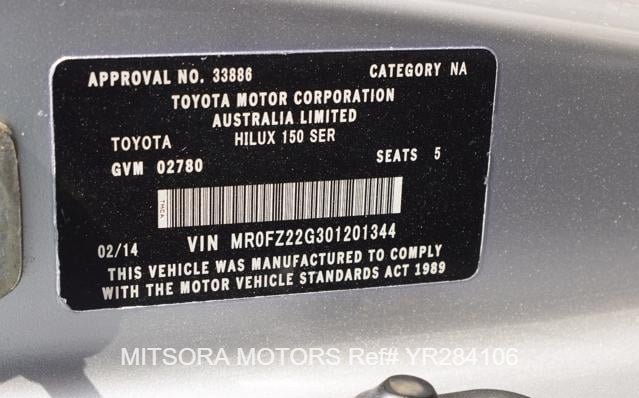 APPROVAL NO. 33886 CATEGORY NA
TOYOTA MOTOR CORPORATION
AUSTRALIA LIMITED
TOYOTA HILUX 150 SER
GVM 02780 SEATS 5
TMCA
02/14 VIN MR0FZ22G301201344
THIS VEHICLE WAS MANUFACTURED TO COMPLY
WITH THE MOTOR VEHICLE STANDARDS ACT 1989
MITSORA MOTORS Ref# YR284106